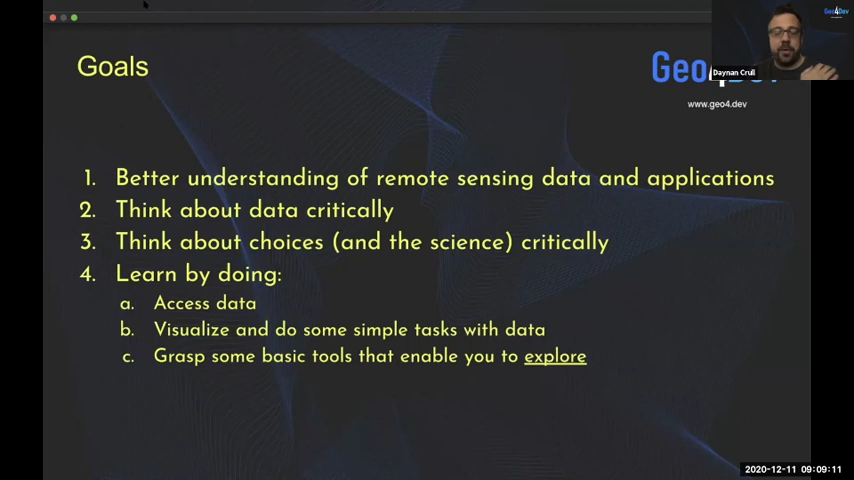 Goals
Geo4Dev
Daynan Crull
Geo
www.geo4.dev
1. Better understanding of remote sensing data and applications
2. Think about data critically
3. Think about choices (and the science) critically
4. Learn by doing:
a. Access data
b. Visualize and do some simple tasks with data
c. Grasp some basic tools that enable you to explore
2020-12-11 09:09:11